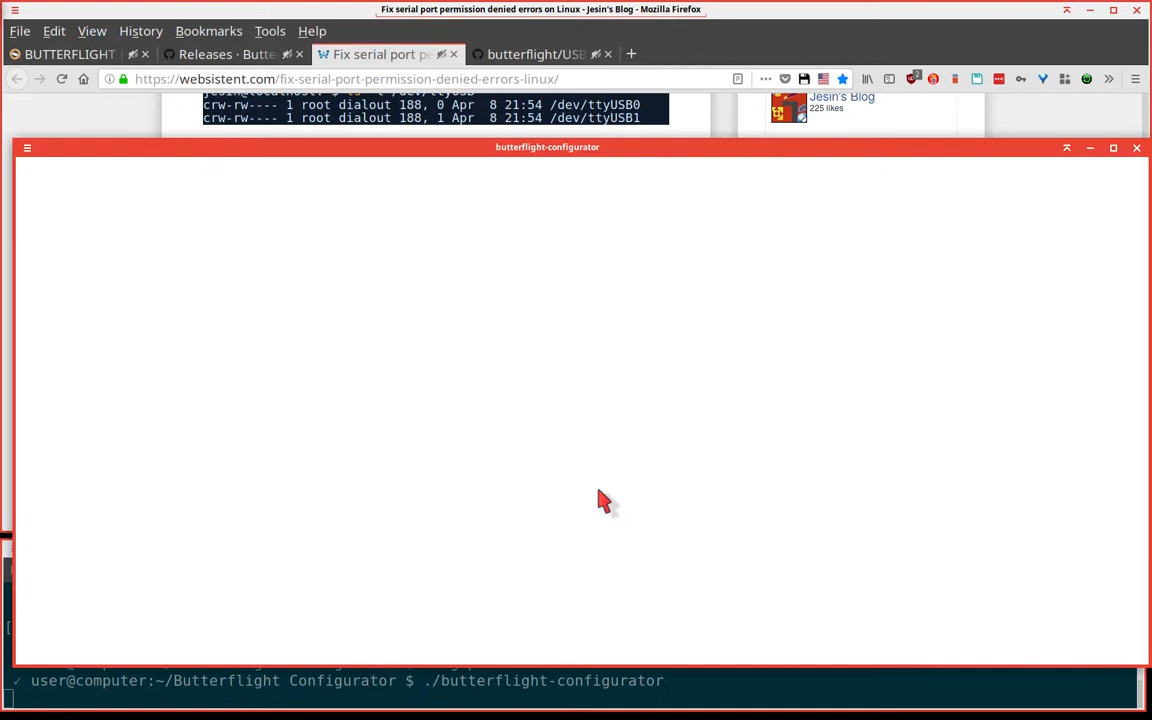 Fix serial port permission denied errors on Linux - Jesin's Blog - Mozilla Firefox
File Edit View History Bookmarks Tools Help
BUTTERFLIGHT
Releases · Butte
Fix serial port pe
butterflight/USB
https://websistent.com/fix-serial-port-permission-denied-errors-linux/
2
crw-rw---- 1 root dialout 188, 0 Apr  8 21:54 /dev/ttyUSB0
crw-rw---- 1 root dialout 188, 1 Apr  8 21:54 /dev/ttyUSB1
Jesin's Blog
225 likes
butterflight-configurator
✓ user@computer:~/Butterflight Configurator $ ./butterflight-configurator